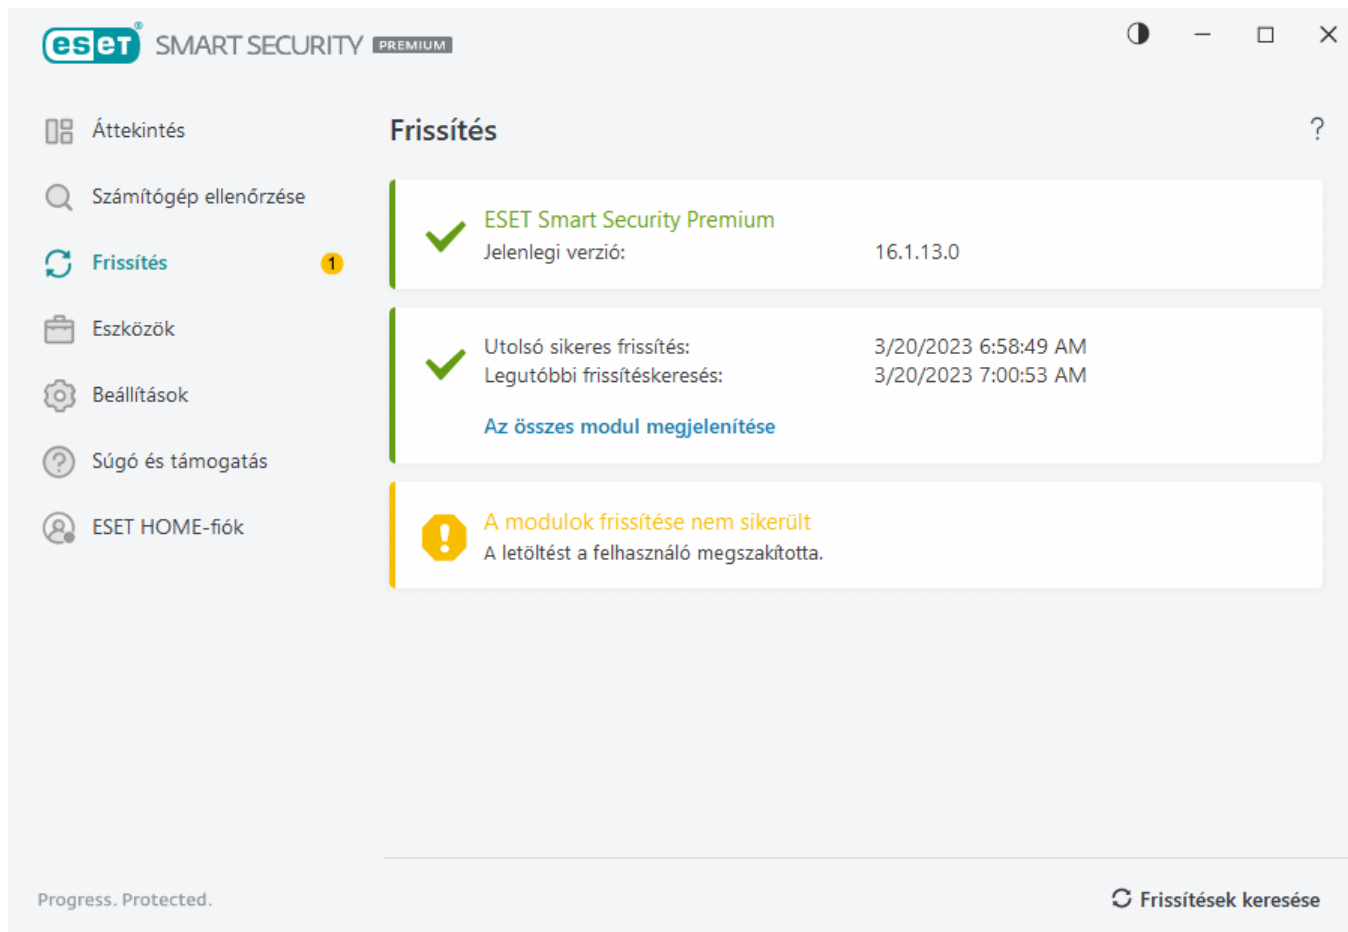 eset® SMART SECURITY PREMIUM
Áttekintés
Számítógép ellenőrzése
Frissítés 1
Eszközök
Beállítások
Súgó és támogatás
ESET HOME-fiók
Frissítés ?
ESET Smart Security Premium
Jelenlegi verzió: 16.1.13.0
Utolsó sikeres frissítés: 3/20/2023 6:58:49 AM
Legutóbbi frissítéskeresés: 3/20/2023 7:00:53 AM
Az összes modul megjelenítése
A modulok frissítése nem sikerült
A letöltést a felhasználó megszakította.
Progress. Protected.
Frissítések keresése